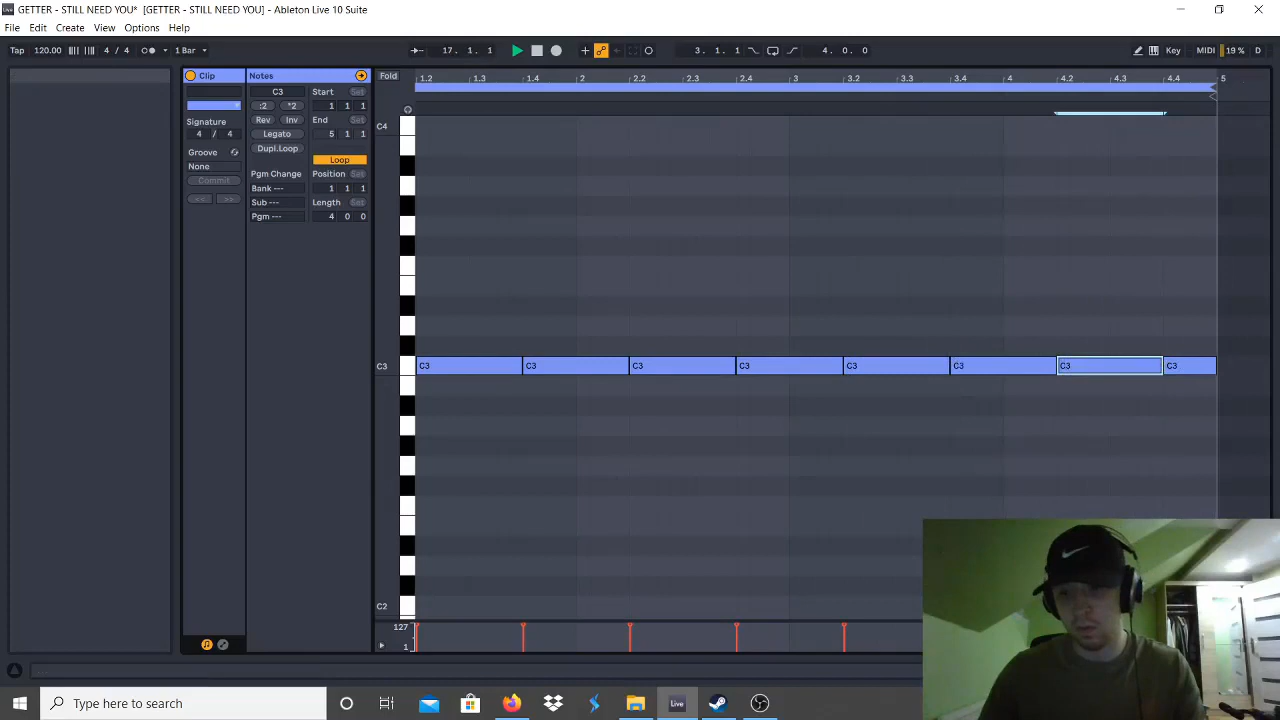 GETTER - STILL NEED YOU* [GETTER - STILL NEED YOU] - Ableton Live 10 Suite
File Edit Create View Options Help
Tap 120.00 4 / 4 1 Bar 17. 1. 1 3. 1. 1 4. 0. 0 Key MIDI 19 % D
Clip Notes Fold 1.2 1.3 1.4 2 2.2 2.3 2.4 3 3.2 3.3 3.4 4 4.2 4.3 4.4 5
C3 Start Set
:2 *2 1 1 1
Signature Rev Inv End Set
4 / 4 Legato 5 1 1
Groove Dupl.Loop Loop
None Pgm Change Position Set
Commit Bank --- 1 1 1
<< >> Sub --- Length Set
Pgm --- 4 0 0
C4
C3 C3 C3 C3 C3 C3 C3 C3 C3
C2
127
1
Type here to search
Live